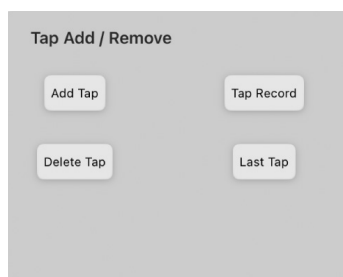 Tap Add / Remove
Add Tap
Tap Record
Delete Tap
Last Tap